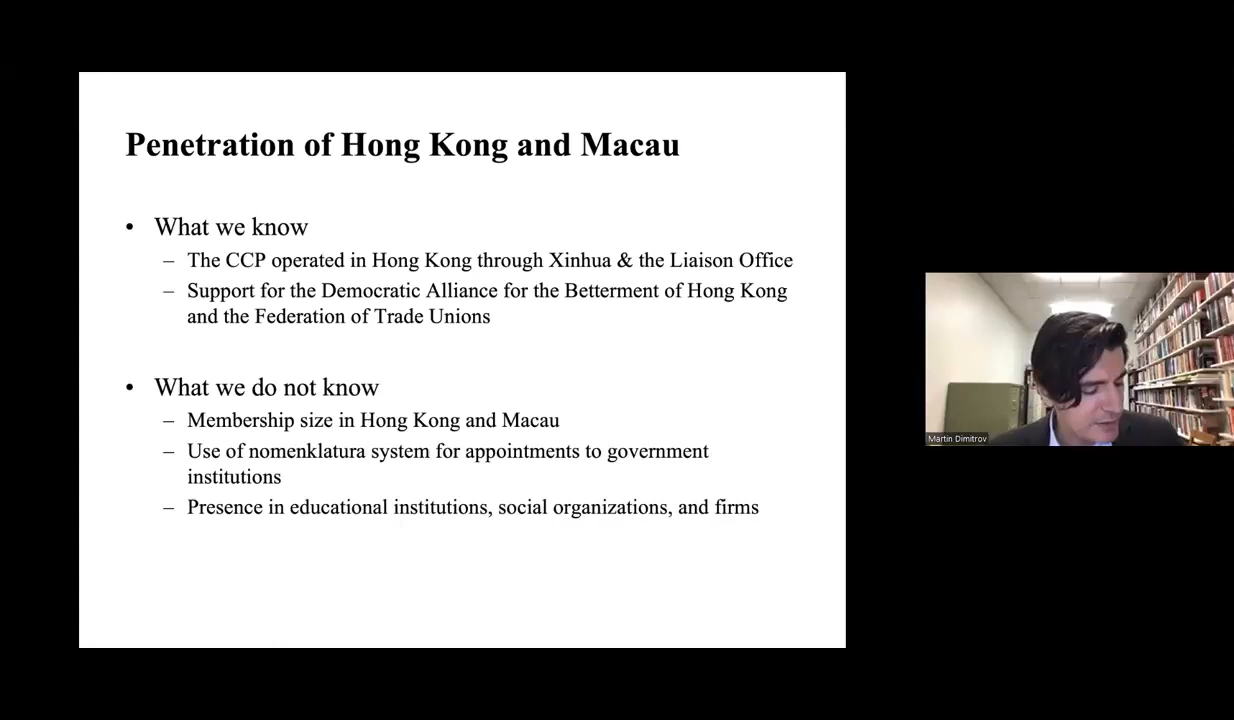 Penetration of Hong Kong and Macau
• What we know
– The CCP operated in Hong Kong through Xinhua & the Liaison Office
– Support for the Democratic Alliance for the Betterment of Hong Kong
and the Federation of Trade Unions
• What we do not know
– Membership size in Hong Kong and Macau
– Use of nomenklatura system for appointments to government
institutions
– Presence in educational institutions, social organizations, and firms
Martin Dimitrov